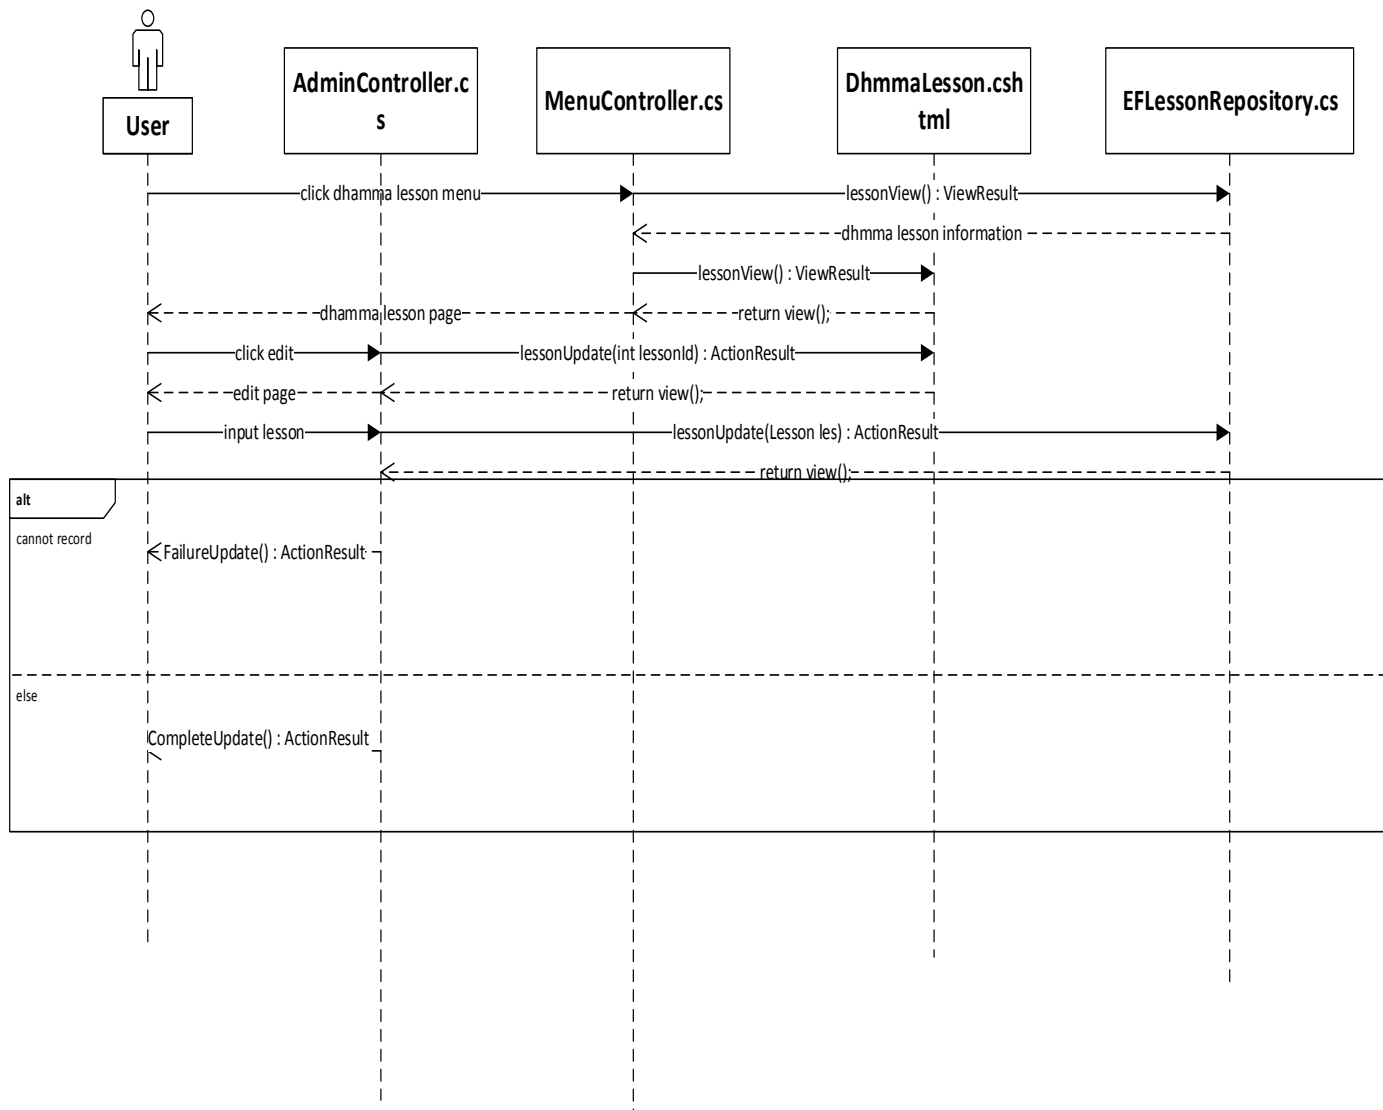 User
AdminController.c
s
MenuController.cs
DhmmaLesson.csh
tml
EFLessonRepository.cs
click dhamma lesson menu
lessonView() : ViewResult
dhmma lesson information
lessonView() : ViewResult
dhamma lesson page
return view();
click edit
lessonUpdate(int lessonId) : ActionResult
edit page
return view();
input lesson
lessonUpdate(Lesson les) : ActionResult
return view();
alt
cannot record
FailureUpdate() : ActionResult
else
CompleteUpdate() : ActionResult